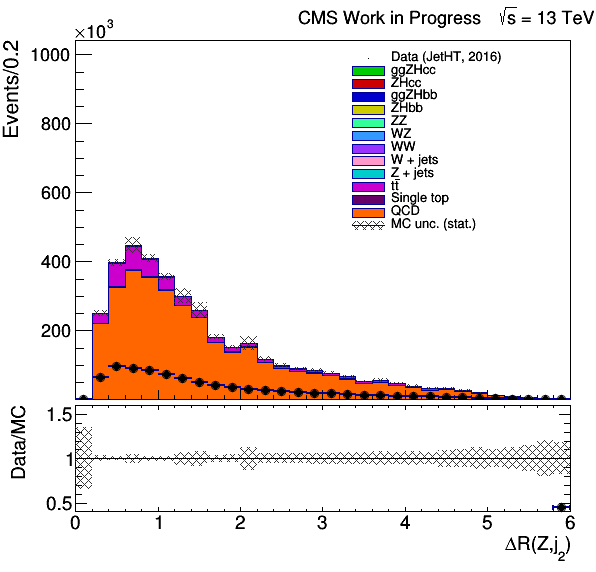 CMS Work in Progress √s = 13 TeV
×10³
Events/0.2
1000
800
600
400
200
Data (JetHT, 2016)
ggZHcc
ZHcc
ggZHbb
ZHbb
ZZ
WZ
WW
W + jets
Z + jets
tt̄
Single top
QCD
MC unc. (stat.)
Data/MC
1.5
1
0.5
0 1 2 3 4 5 6
ΔR(Z,j₂)